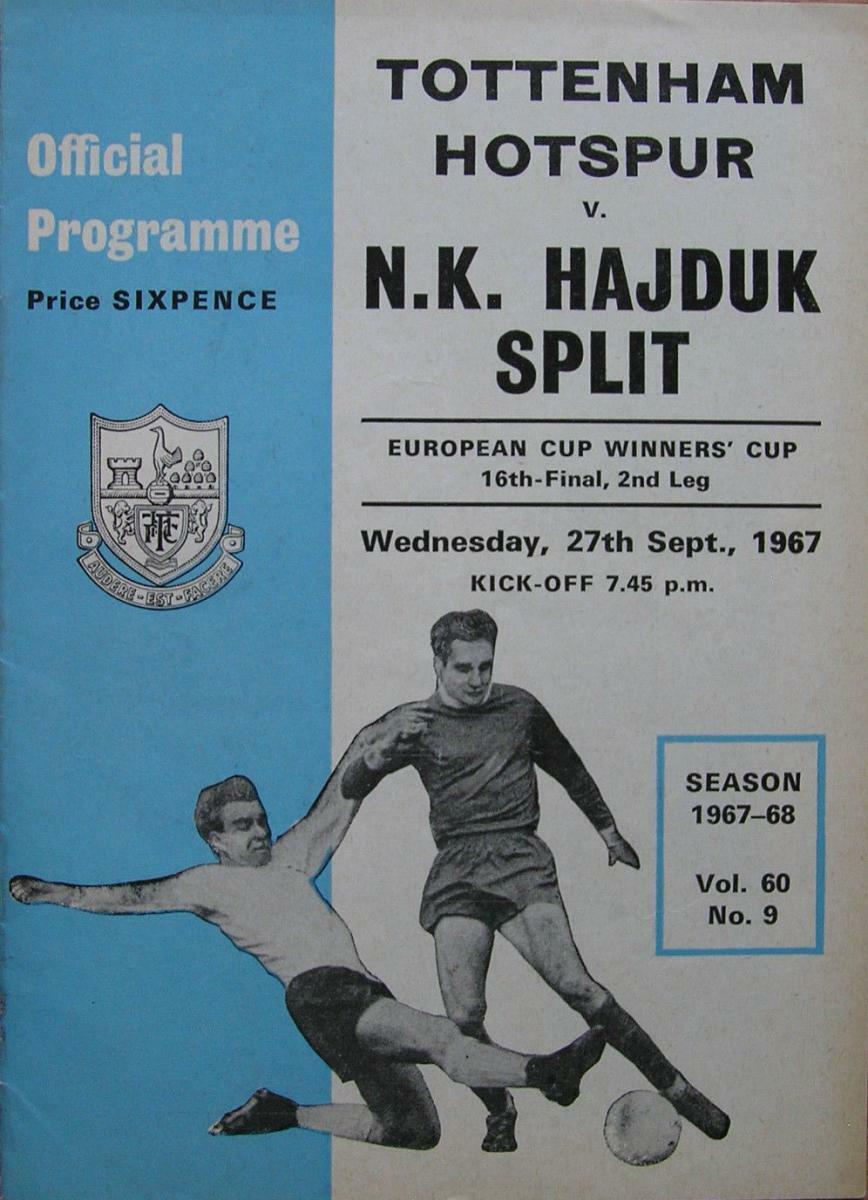 Official
Programme
Price SIXPENCE
TOTTENHAM
HOTSPUR
v.
N.K. HAJDUK
SPLIT
EUROPEAN CUP WINNERS' CUP
16th-Final, 2nd Leg
Wednesday, 27th Sept., 1967
KICK-OFF 7.45 p.m.
AUDERE-EST-FACERE
SEASON
1967–68
Vol. 60
No. 9